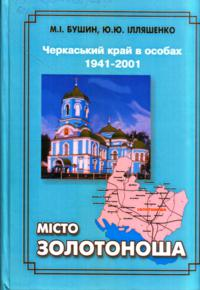 М.І. БУШИН, Ю.Ю. ІЛЛЯШЕНКО
Черкаський край в особах
1941-2001
МІСТО
ЗОЛОТОНОША